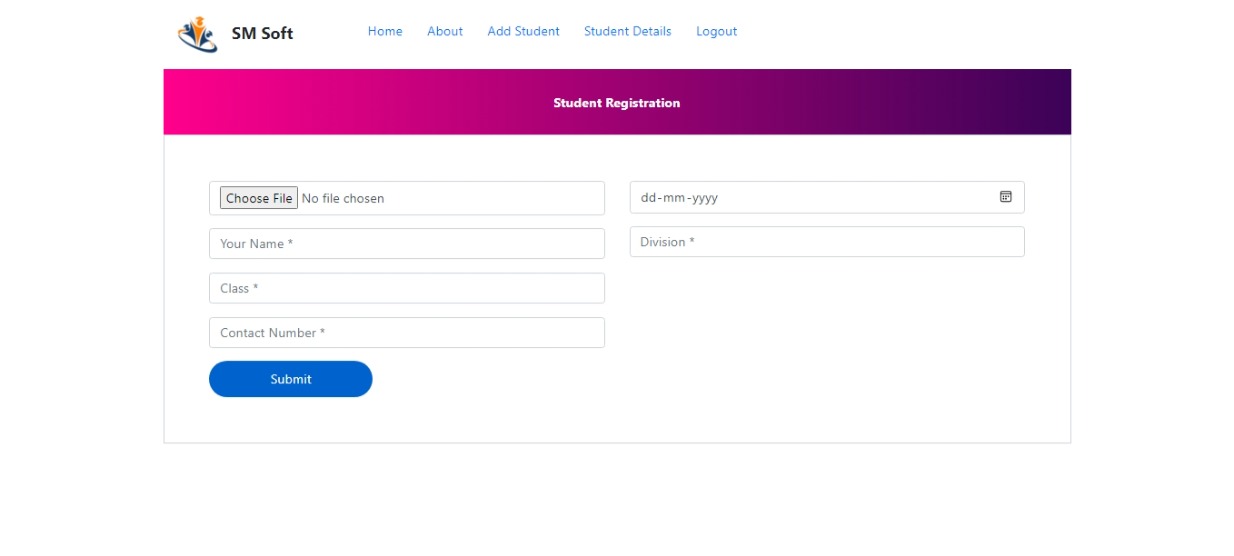 SM Soft Home About Add Student Student Details Logout
Student Registration
Choose File No file chosen
dd-mm-yyyy
Your Name *
Division *
Class *
Contact Number *
Submit